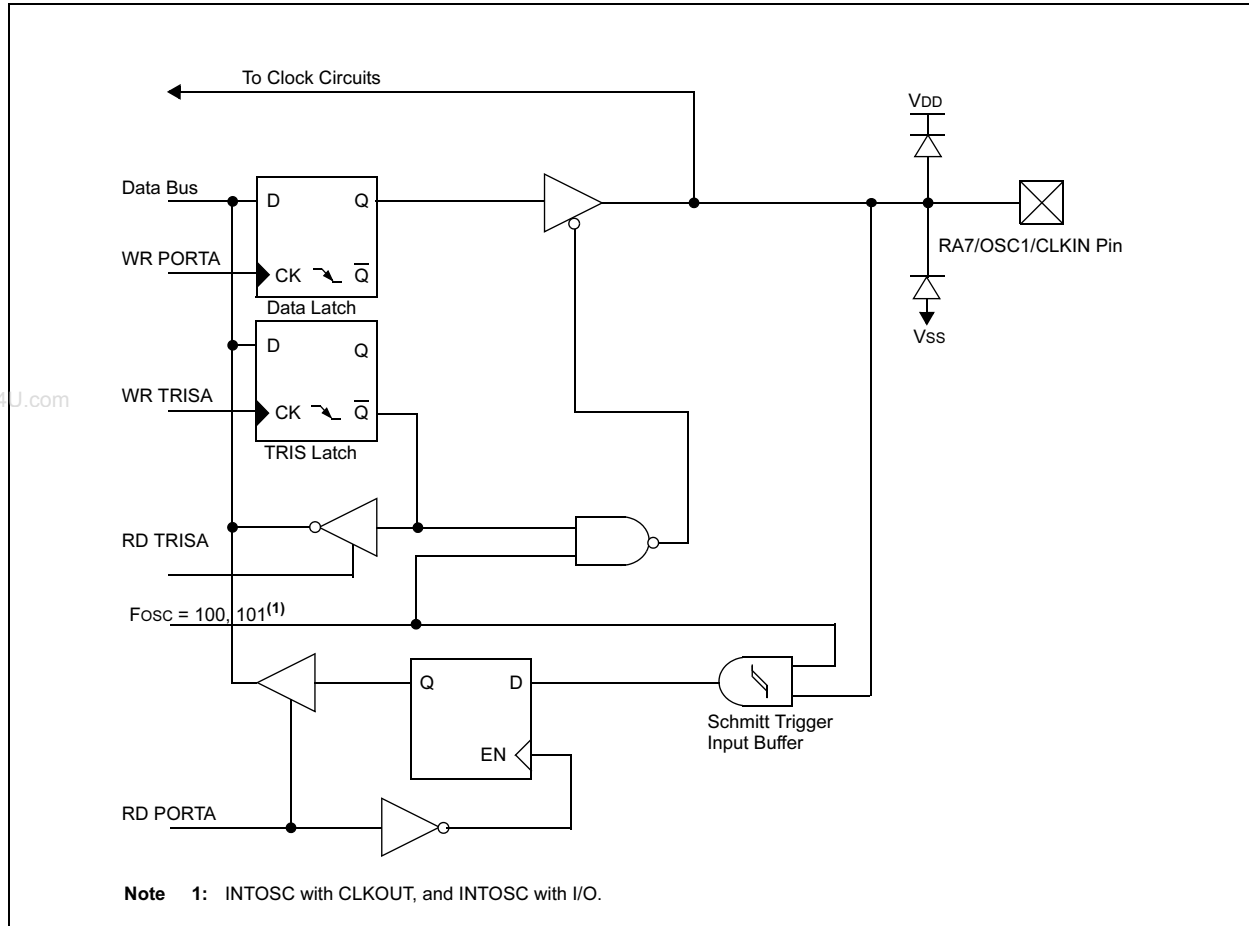 To Clock Circuits
VDD
Data Bus
D
Q
WR PORTA
CK
Q
Data Latch
RA7/OSC1/CLKIN Pin
VSS
D
Q
4U.com
WR TRISA
CK
Q
TRIS Latch
RD TRISA
FOSC = 100, 101(1)
Q
D
EN
Schmitt Trigger
Input Buffer
RD PORTA
Note 1: INTOSC with CLKOUT, and INTOSC with I/O.